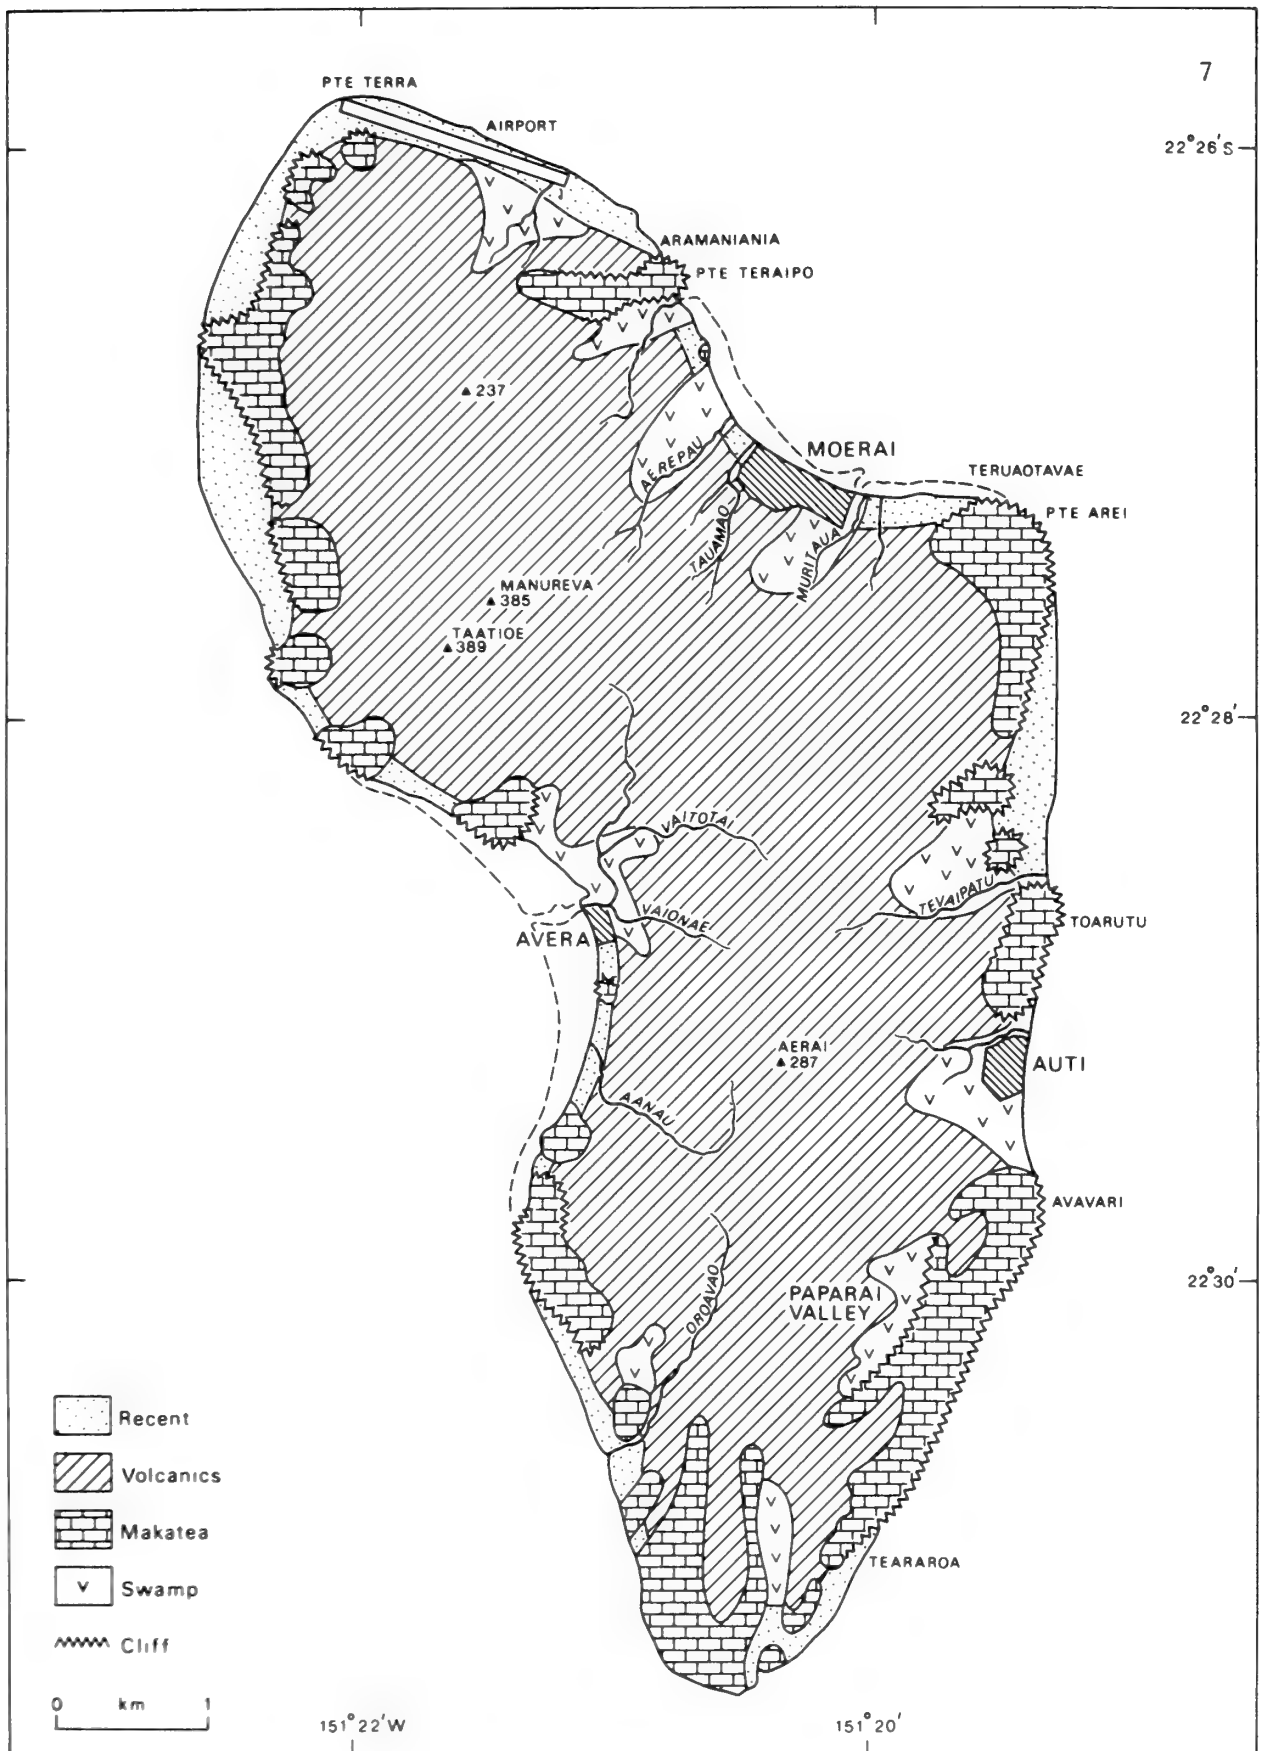 7
PTE TERRA
AIRPORT
22°26'S
ARAMANIANIA
PTE TERAIPO
237
MOERAI
AEREPAU
TERUAOTAVAE
PTE AREI
TAUAMAO
MURITAUA
MANUREVA
385
TAATIOE
389
22°28'
VAITOTAI
TEVAIPATU
VAIONAE
TOARUTU
AVERA
AERAI
287
AUTI
AANAU
AVAVARI
22°30'
OROAVAO
PAPARAI
VALLEY
Recent
Volcanics
Makatea
v Swamp
TEARAROA
Cliff
0 km 1
151°22'W
151°20'